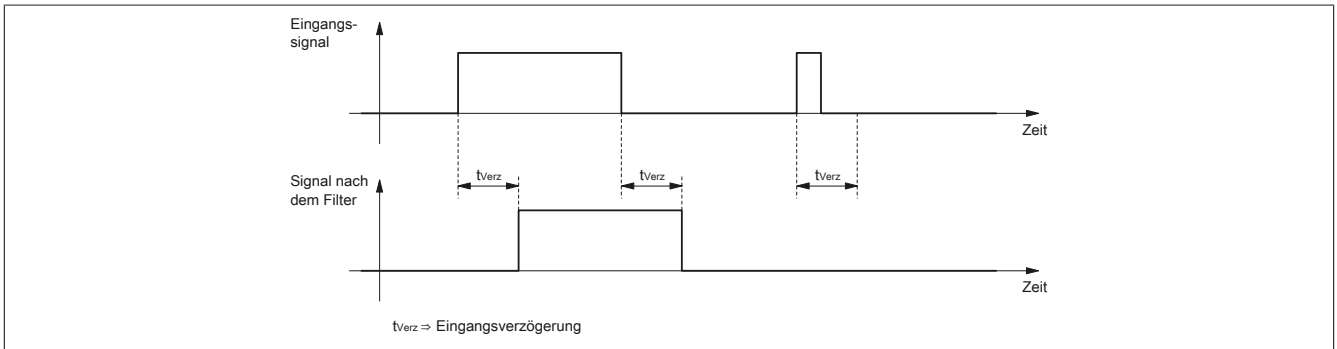 Eingangs-
signal
Zeit
Signal nach
dem Filter
tVerz
tVerz
tVerz
Zeit
tVerz ⇒ Eingangsverzögerung